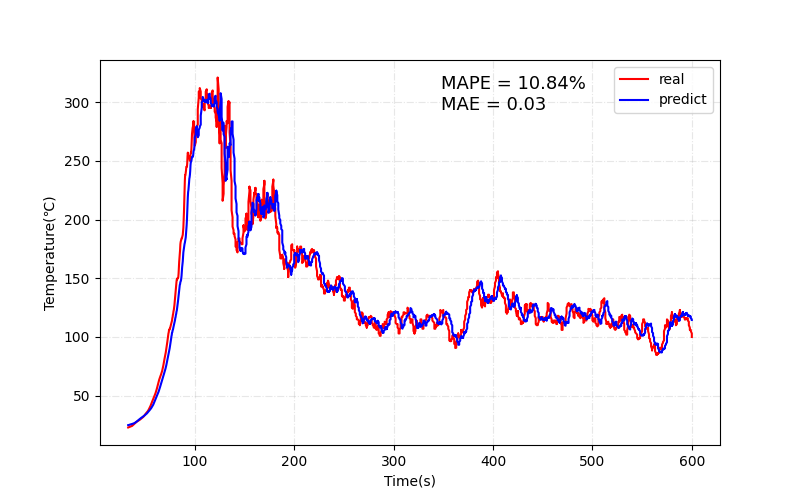 MAPE = 10.84%
MAE = 0.03
real
predict
300
250
200
150
100
50
Temperature(℃)
100 200 300 400 500 600
Time(s)